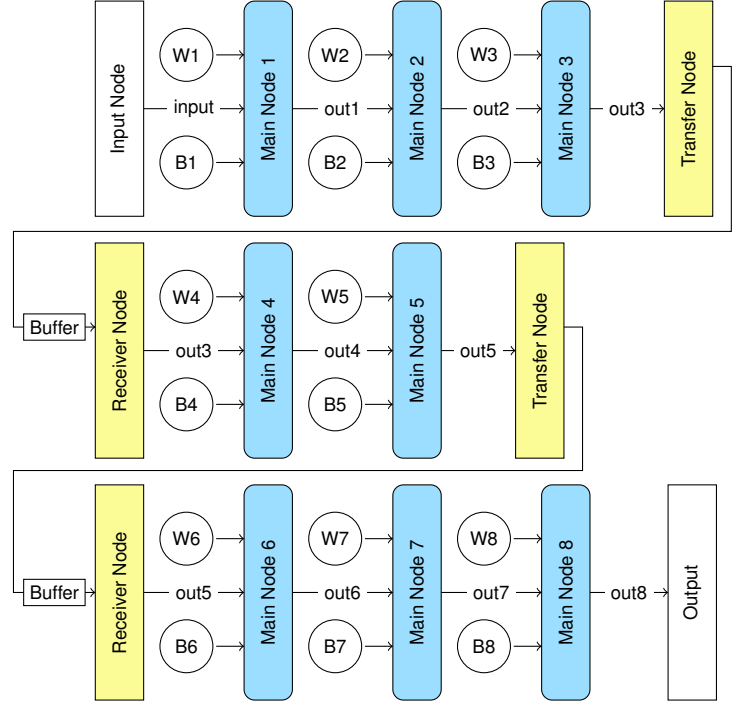 Input Node
W1
input
B1
Main Node 1
W2
out1
B2
Main Node 2
W3
out2
B3
Main Node 3
out3
Transfer Node
Buffer
Receiver Node
W4
out3
B4
Main Node 4
W5
out4
B5
Main Node 5
out5
Transfer Node
Buffer
Receiver Node
W6
out5
B6
Main Node 6
W7
out6
B7
Main Node 7
W8
out7
B8
Main Node 8
out8
Output